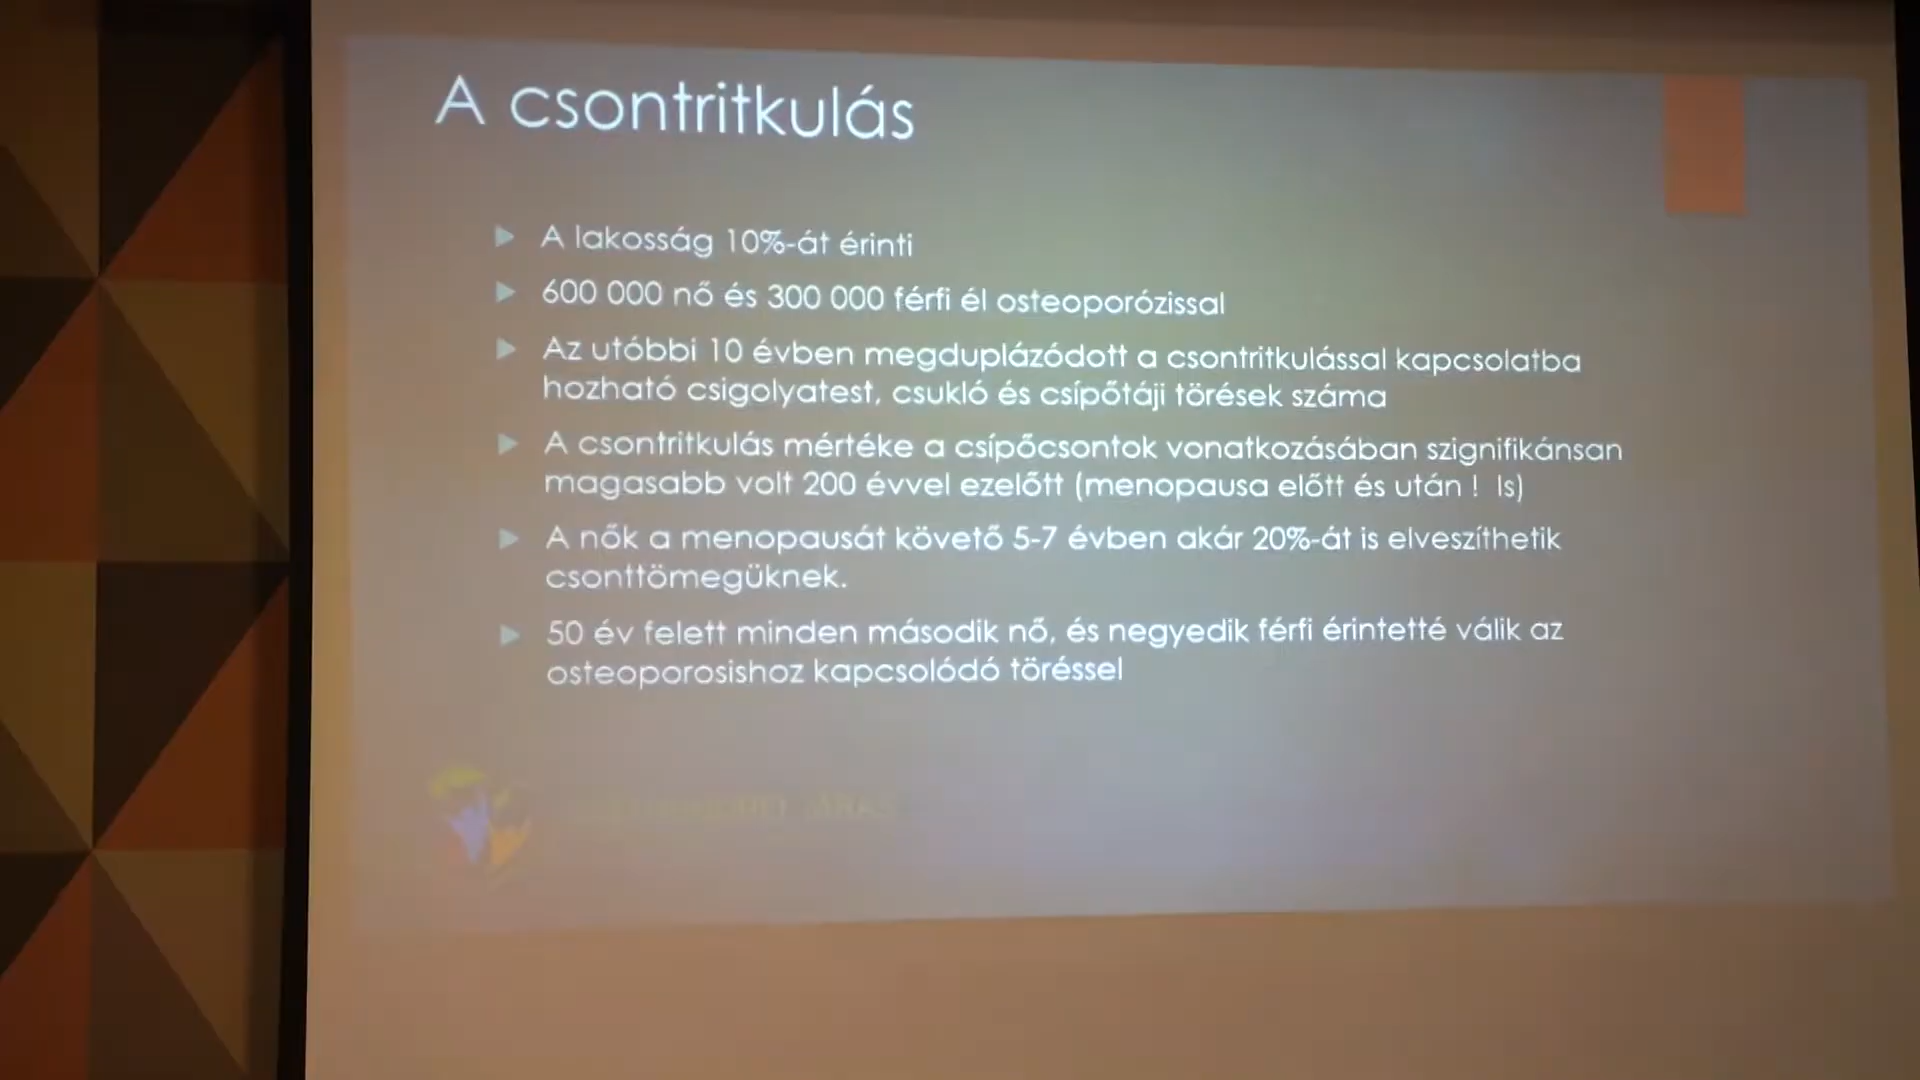 A csontritkulás
A lakosság 10%-át érinti
600 000 nő és 300 000 férfi él osteoporózissal
Az utóbbi 10 évben megduplázódott a csontritkulással kapcsolatba
hozható csigolyatest, csukló és csípőtáji törések száma
A csontritkulás mértéke a csípőcsontok vonatkozásában szignifikánsan
magasabb volt 200 évvel ezelőtt (menopausa előtt és után ! Is)
A nők a menopausát követő 5-7 évben akár 20%-át is elveszíthetik
csonttömegüknek.
50 év felett minden második nő, és negyedik férfi érintetté válik az
osteoporosishoz kapcsolódó töréssel